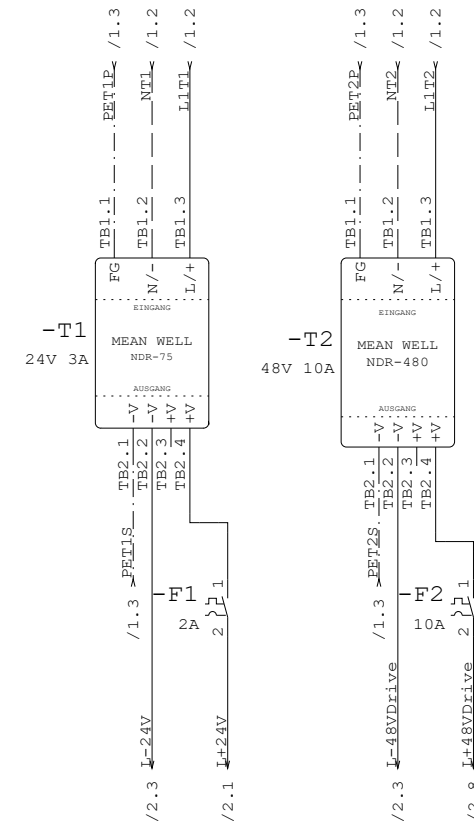 /1.3
/1.2
/1.2
PET1P
NT1
L1T1
TB1.1
TB1.2
TB1.3
FG
N/-
L/+
EINGANG
-T1
24V 3A
MEAN WELL
NDR-75
AUSGANG
-V
-V
+V
+V
TB2.1
TB2.2
TB2.3
TB2.4
PET1S
/1.3
-F1
2A
1
2
L-24V
L+24V
/2.3
/2.1
/1.3
/1.2
/1.2
PET2P
NT2
L1T2
TB1.1
TB1.2
TB1.3
FG
N/-
L/+
EINGANG
-T2
48V 10A
MEAN WELL
NDR-480
AUSGANG
-V
-V
+V
+V
TB2.1
TB2.2
TB2.3
TB2.4
PET2S
/1.3
-F2
10A
1
2
L-48VDrive
L+48VDrive
/2.3
/2.8